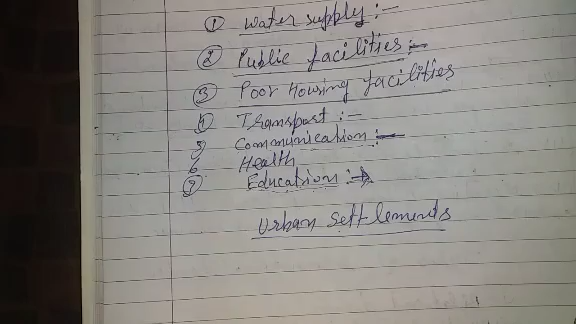 ① Water supply :-
② Public facilities :-
③ Poor Housing facilities
④ Transport :-
5 Communication :-
6 Health
⑦ Education :→
Urban Settlements